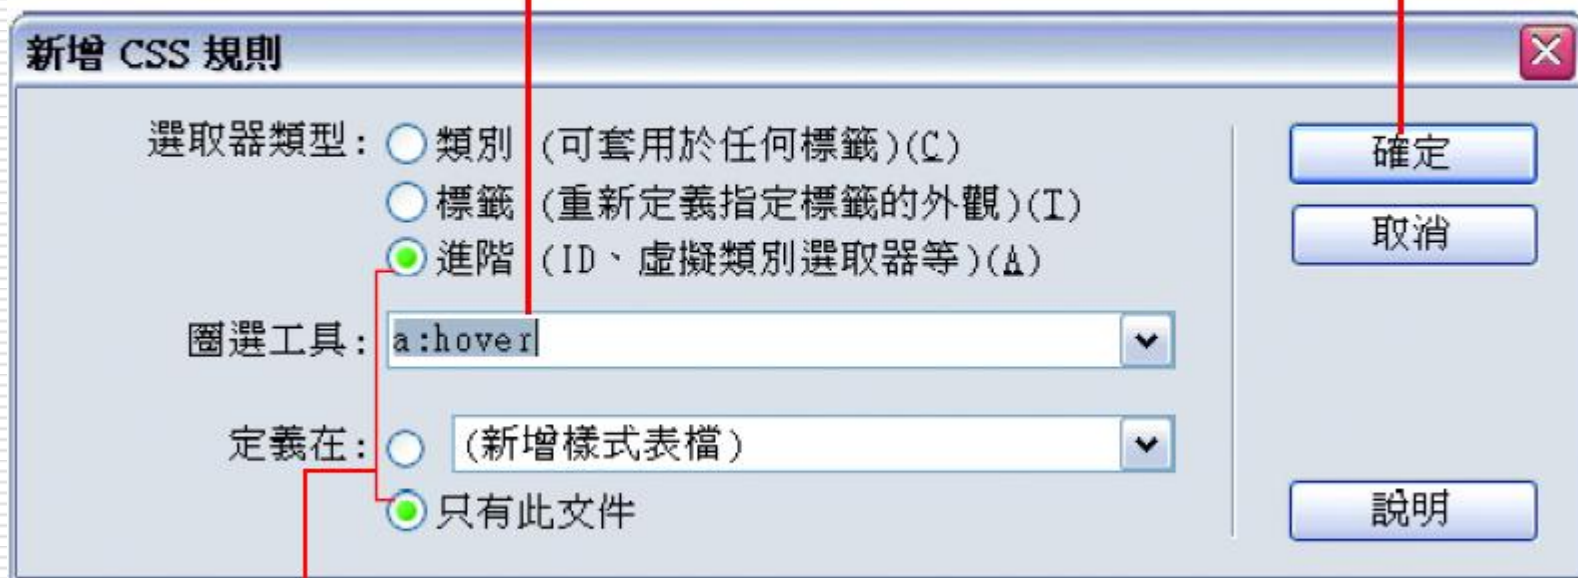 新增 CSS 規則
選取器類型: 類別 (可套用於任何標籤)(C)
標籤 (重新定義指定標籤的外觀)(T)
進階 (ID、虛擬類別選取器等)(A)
圈選工具: a:hover
定義在: (新增樣式表檔)
只有此文件
確定
取消
說明